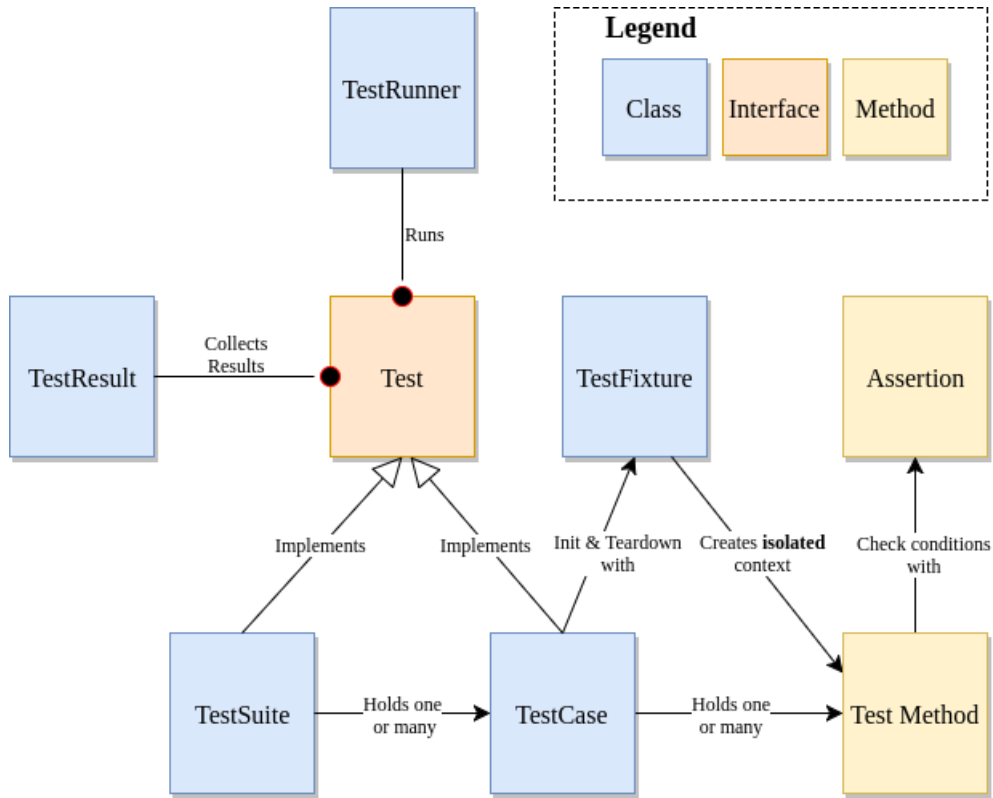 Legend
Class
Interface
Method
TestRunner
Runs
TestResult
Collects
Results
Test
TestFixture
Assertion
Implements
Implements
Init & Teardown
with
Creates isolated
context
Check conditions
with
TestSuite
Holds one
or many
TestCase
Holds one
or many
Test Method